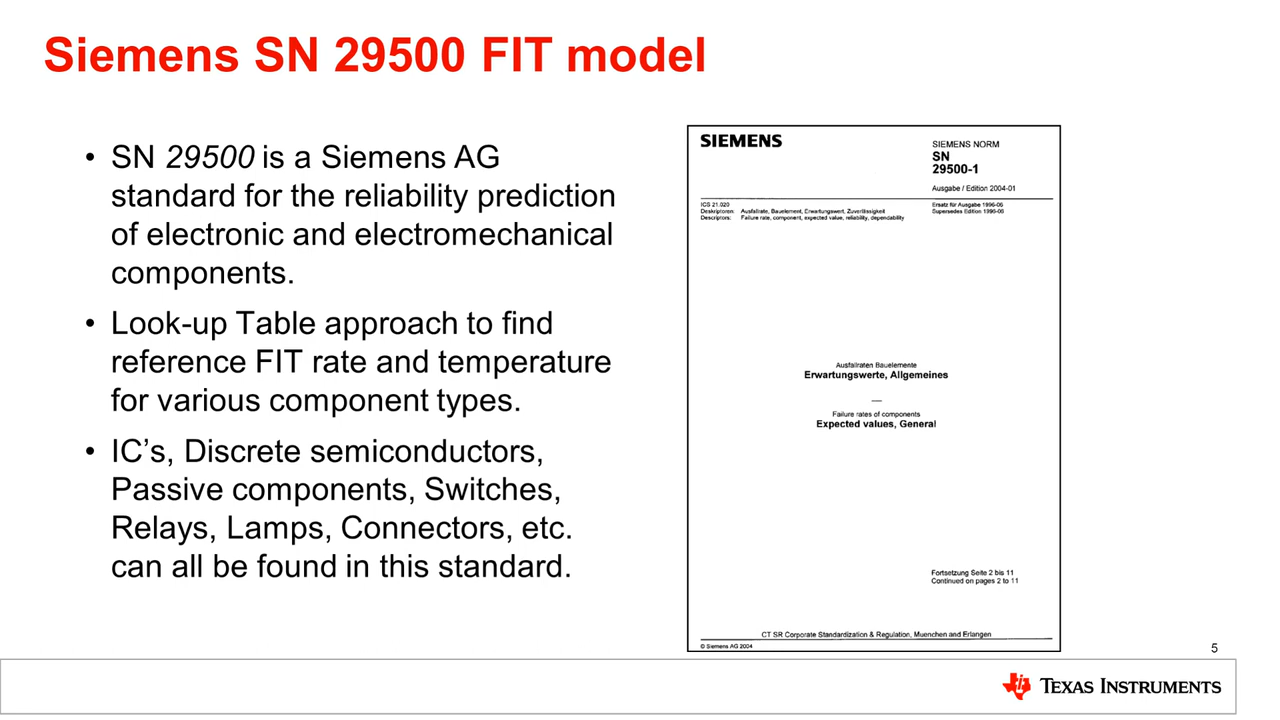 Siemens SN 29500 FIT model
• SN 29500 is a Siemens AG
standard for the reliability prediction
of electronic and electromechanical
components.
• Look-up Table approach to find
reference FIT rate and temperature
for various component types.
• IC’s, Discrete semiconductors,
Passive components, Switches,
Relays, Lamps, Connectors, etc.
can all be found in this standard.
SIEMENS
SIEMENS NORM
SN
29500-1
Ausgabe / Edition 2004-01
ICS 21.020
Deskriptoren: Ausfallrate, Bauelement, Erwartungswert, Zuverlässigkeit
Descriptors: Failure rate, component, expected value, reliability, dependability
Ersatz für Ausgabe 1996-06
Supersedes Edition 1996-06
Ausfallraten Bauelemente
Erwartungswerte, Allgemeines
—
Failure rates of components
Expected values, General
Fortsetzung Seite 2 bis 11
Continued on pages 2 to 11
CT SR Corporate Standardization & Regulation, Muenchen and Erlangen
© Siemens AG 2004
5
TEXAS INSTRUMENTS